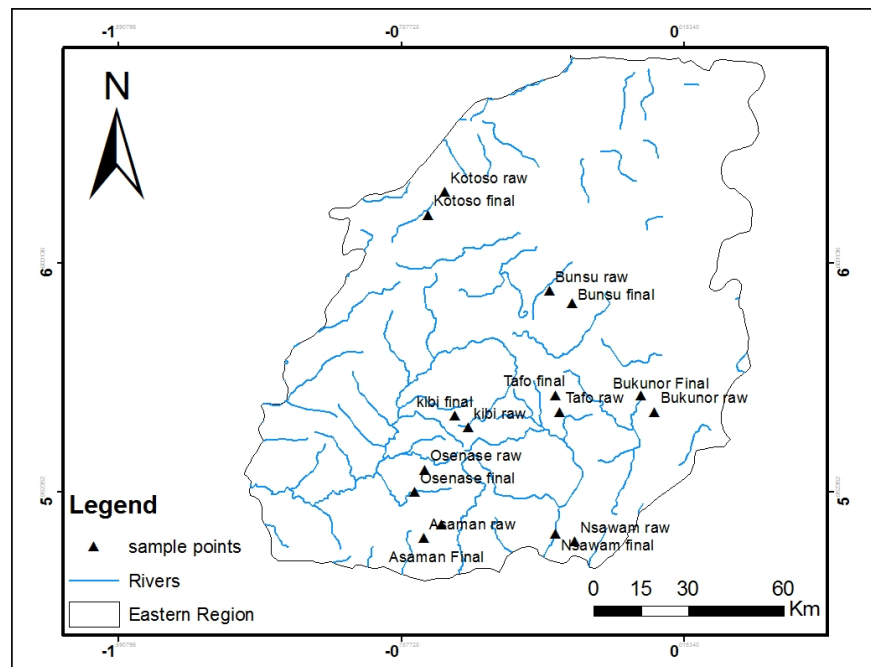 -1
-0
0
N
Kotoso raw
Kotoso final
6
6
Bunsu raw
Bunsu final
Tafo final
Bukunor Final
kibi final
Tafo raw
Bukunor raw
kibi raw
Osenase raw
Osenase final
5
5
Legend
Asaman raw
Nsawam raw
sample points
Nsawam final
Asaman Final
Rivers
Eastern Region
0 15 30 60
Km
-1
-0
0